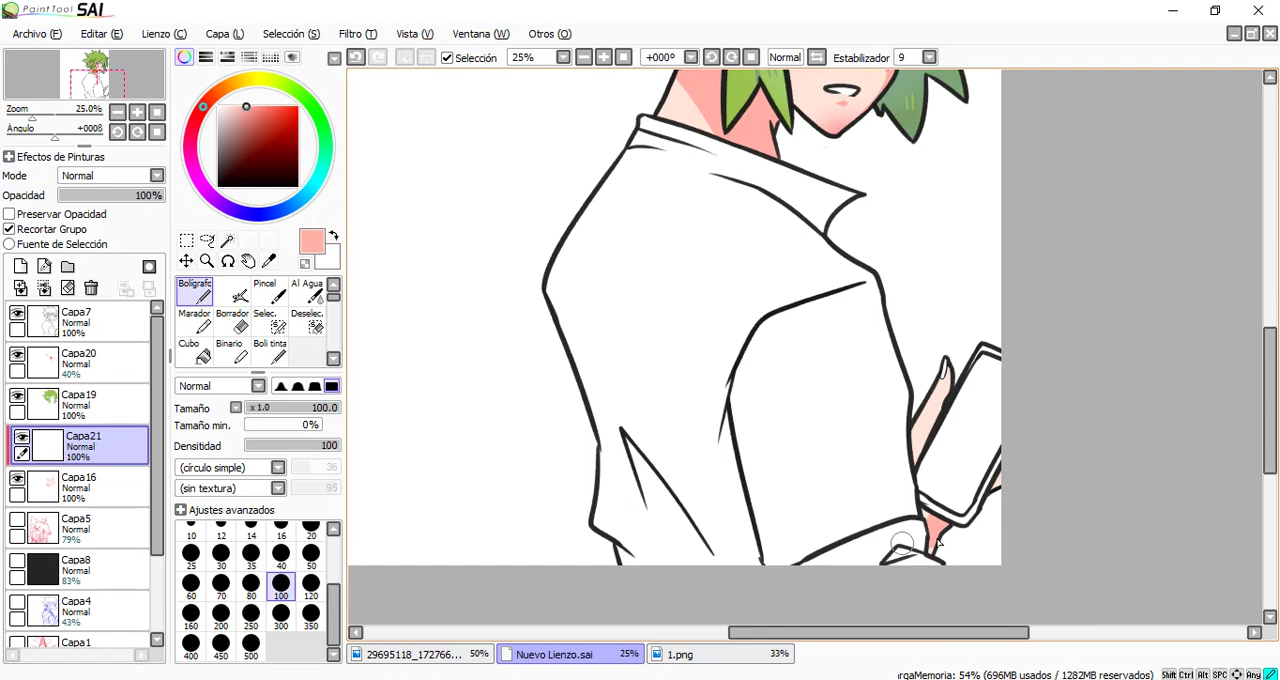 PaintTool SAI
Archivo (F) Editar (E) Lienzo (C) Capa (L) Selección (S) Filtro (T) Vista (V) Ventana (W) Otros (O)
Selección 25% +000º Normal Estabilizador 9
Zoom 25.0%
Ángulo +000ß
Efectos de Pinturas
Mode Normal
Opacidad 100%
Preservar Opacidad
Recortar Grupo
Fuente de Selección
Capa7
Normal
100%
Capa20
Normal
40%
Capa19
Normal
100%
Capa21
Normal
100%
Capa16
Normal
100%
Capa5
Normal
79%
Capa8
Normal
83%
Capa4
Normal
43%
Capa1
Normal
Bolígrafc Pincel Al Agua
Marador Borrador Selec. Deselec.
Cubo Binario Boli tinta
Normal
Tamaño x 1.0 100.0
Tamaño min. 0%
Densitidad 100
(círculo simple) 36
(sin textura) 95
Ajustes avanzados
10 12 14 16 20
25 30 35 40 50
60 70 80 100 120
160 200 250 300 350
400 450 500
29695118_172766... 50% Nuevo Lienzo.sai 25% 1.png 33%
argaMemoria: 54% (696MB usados / 1282MB reservados) Shift Ctrl Alt SPC Any